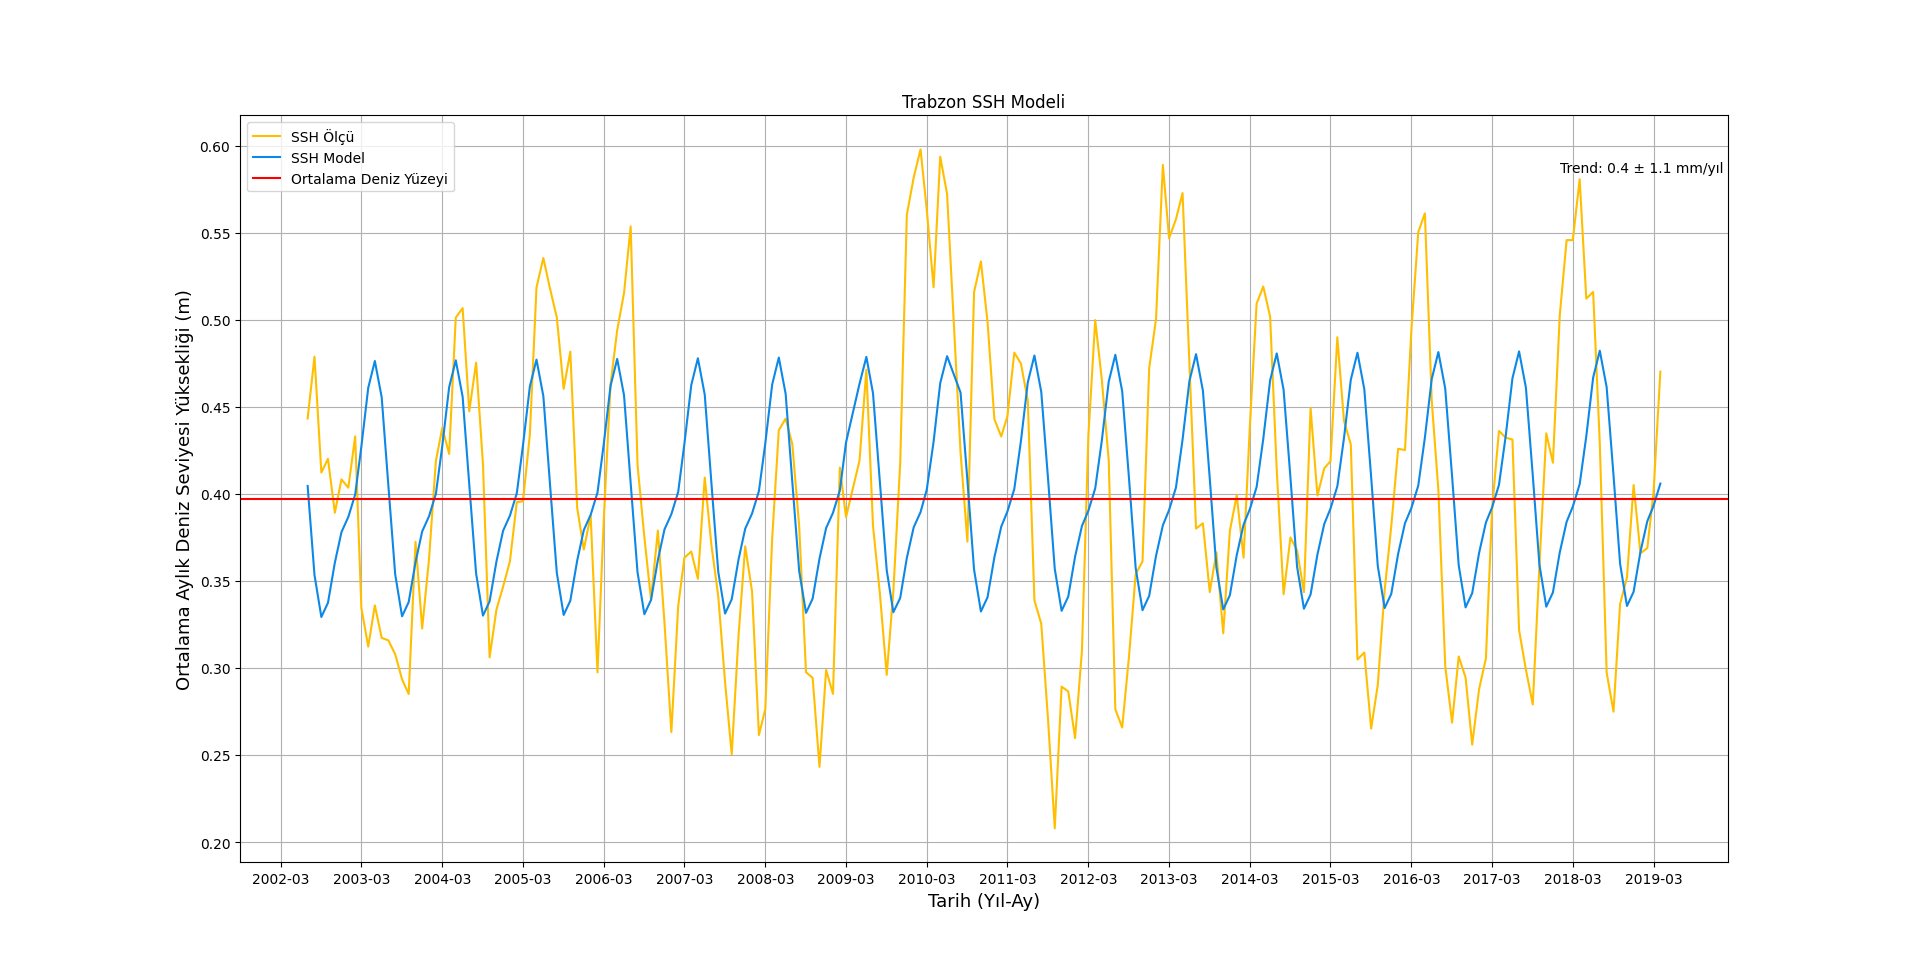 Trabzon SSH Modeli
SSH Ölçü
SSH Model
Ortalama Deniz Yüzeyi
Trend: 0.4 ± 1.1 mm/yıl
Ortalama Aylık Deniz Seviyesi Yüksekliği (m)
0.60
0.55
0.50
0.45
0.40
0.35
0.30
0.25
0.20
2002-03 2003-03 2004-03 2005-03 2006-03 2007-03 2008-03 2009-03 2010-03 2011-03 2012-03 2013-03 2014-03 2015-03 2016-03 2017-03 2018-03 2019-03
Tarih (Yıl-Ay)